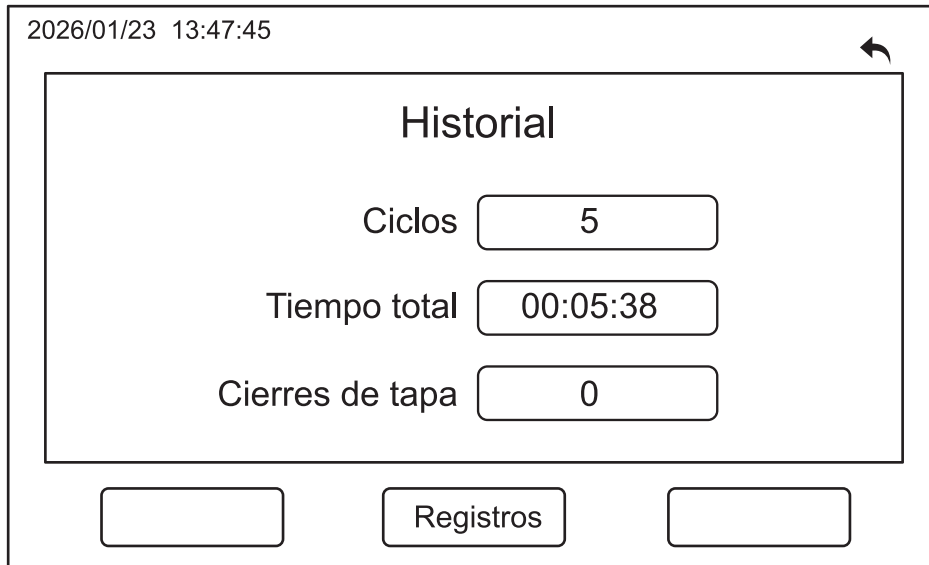 2026/01/23 13:47:45
Historial
Ciclos 5
Tiempo total 00:05:38
Cierres de tapa 0
Registros